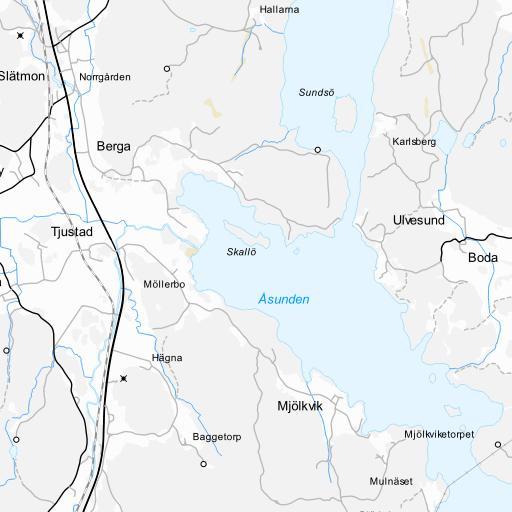 Hallarna
Slätmon
Norrgården
Sundsö
Karlsberg
Berga
Ulvesund
Tjustad
Skallö
Boda
Möllerbo
Åsunden
Hägna
Mjölkvik
Baggetorp
Mjölkviketorpet
Mulnäset